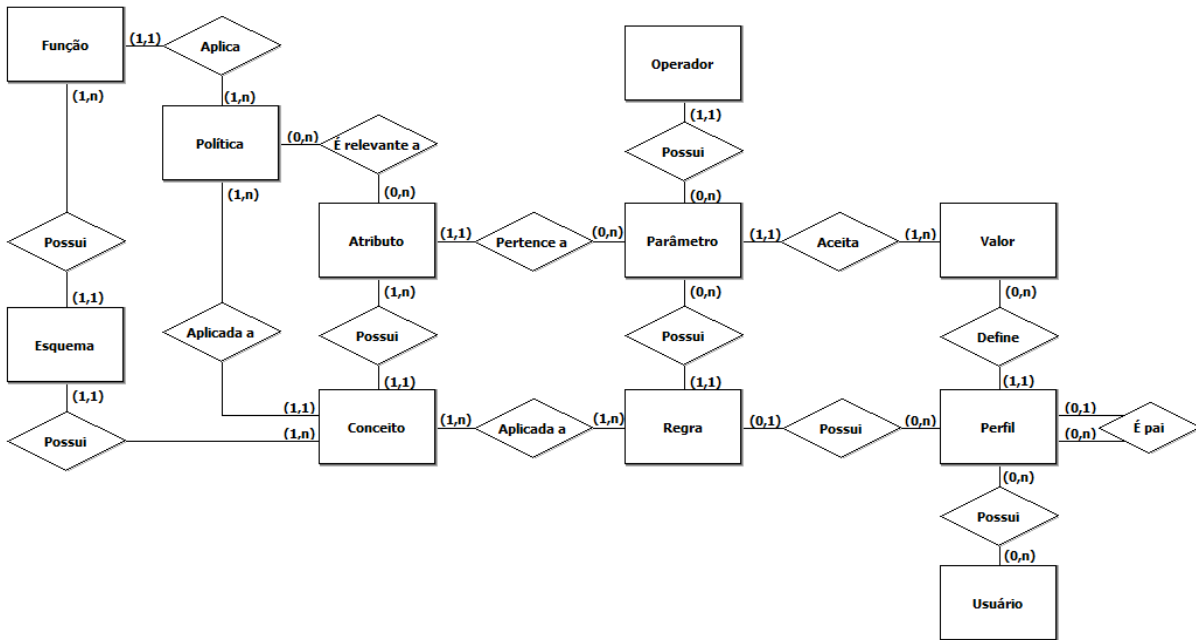 Função
(1,1)
Aplica
(1,n)
(1,n)
Operador
(1,1)
Política
(0,n)
É relevante a
Possui
(1,n)
(0,n)
(0,n)
Possui
Atributo
(1,1)
Pertence a
(0,n)
Parâmetro
(1,1)
Aceita
(1,n)
Valor
(1,1)
(1,n)
(0,n)
(0,n)
Esquema
Aplicada a
Possui
Possui
Define
(1,1)
(1,1)
(1,1)
(1,1)
(1,1)
Possui
(1,n)
Conceito
(1,n)
Aplicada a
(1,n)
Regra
(0,1)
Possui
(0,n)
Perfil
(0,1)
(0,n)
É pai
(0,n)
Possui
(0,n)
Usuário